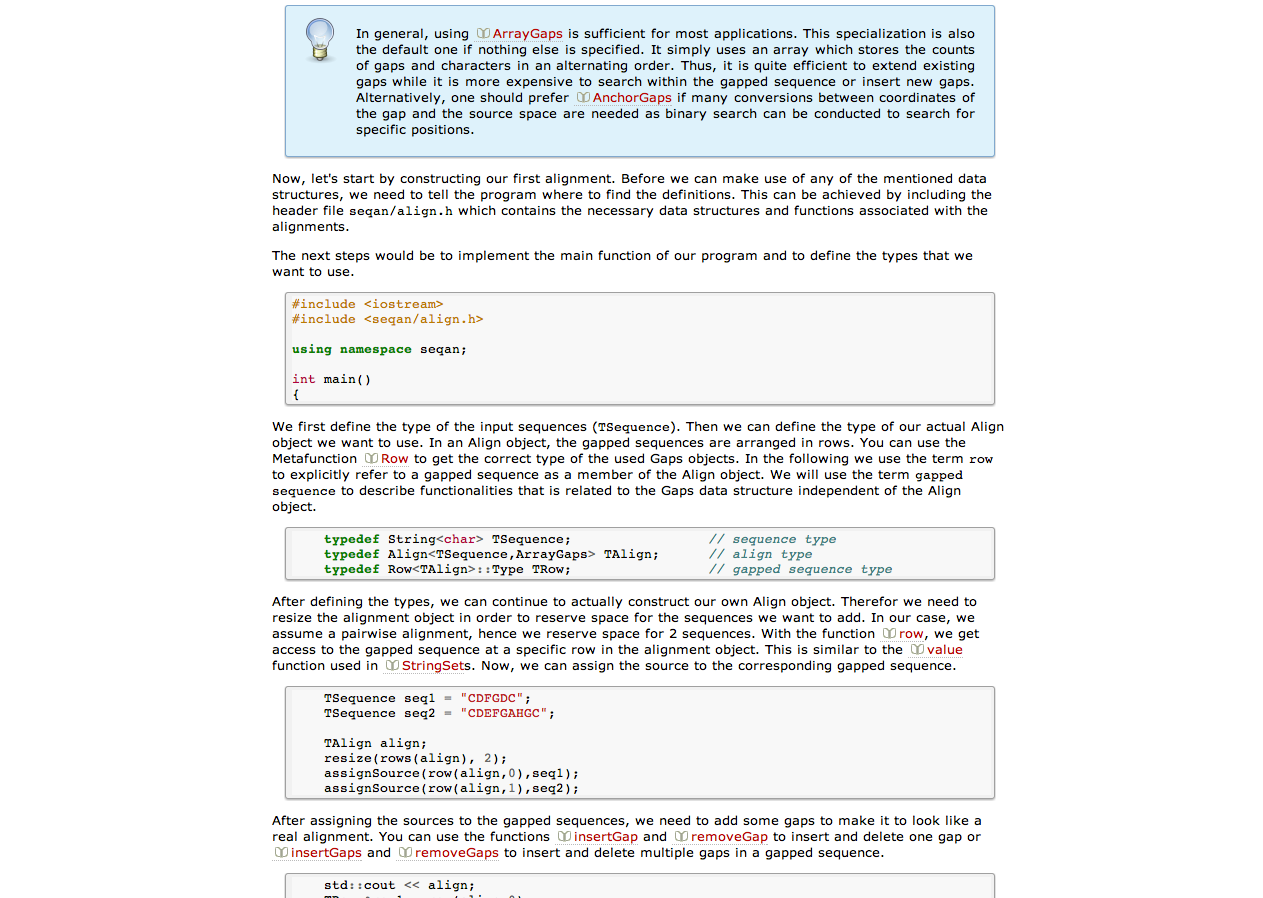 In general, using ArrayGaps is sufficient for most applications. This specialization is also
the default one if nothing else is specified. It simply uses an array which stores the counts
of gaps and characters in an alternating order. Thus, it is quite efficient to extend existing
gaps while it is more expensive to search within the gapped sequence or insert new gaps.
Alternatively, one should prefer AnchorGaps if many conversions between coordinates of
the gap and the source space are needed as binary search can be conducted to search for
specific positions.
Now, let's start by constructing our first alignment. Before we can make use of any of the mentioned data
structures, we need to tell the program where to find the definitions. This can be achieved by including the
header file seqan/align.h which contains the necessary data structures and functions associated with the
alignments.
The next steps would be to implement the main function of our program and to define the types that we
want to use.
#include <iostream>
#include <seqan/align.h>
using namespace seqan;
int main()
{
We first define the type of the input sequences (TSequence). Then we can define the type of our actual Align
object we want to use. In an Align object, the gapped sequences are arranged in rows. You can use the
Metafunction Row to get the correct type of the used Gaps objects. In the following we use the term row
to explicitly refer to a gapped sequence as a member of the Align object. We will use the term gapped
sequence to describe functionalities that is related to the Gaps data structure independent of the Align
object.
typedef String<char> TSequence; // sequence type
typedef Align<TSequence,ArrayGaps> TAlign; // align type
typedef Row<TAlign>::Type TRow; // gapped sequence type
After defining the types, we can continue to actually construct our own Align object. Therefor we need to
resize the alignment object in order to reserve space for the sequences we want to add. In our case, we
assume a pairwise alignment, hence we reserve space for 2 sequences. With the function row, we get
access to the gapped sequence at a specific row in the alignment object. This is similar to the value
function used in StringSets. Now, we can assign the source to the corresponding gapped sequence.
TSequence seq1 = "CDFGDC";
TSequence seq2 = "CDEFGAHGC";
TAlign align;
resize(rows(align), 2);
assignSource(row(align,0),seq1);
assignSource(row(align,1),seq2);
After assigning the sources to the gapped sequences, we need to add some gaps to make it to look like a
real alignment. You can use the functions insertGap and removeGap to insert and delete one gap or
insertGaps and removeGaps to insert and delete multiple gaps in a gapped sequence.
std::cout << align;